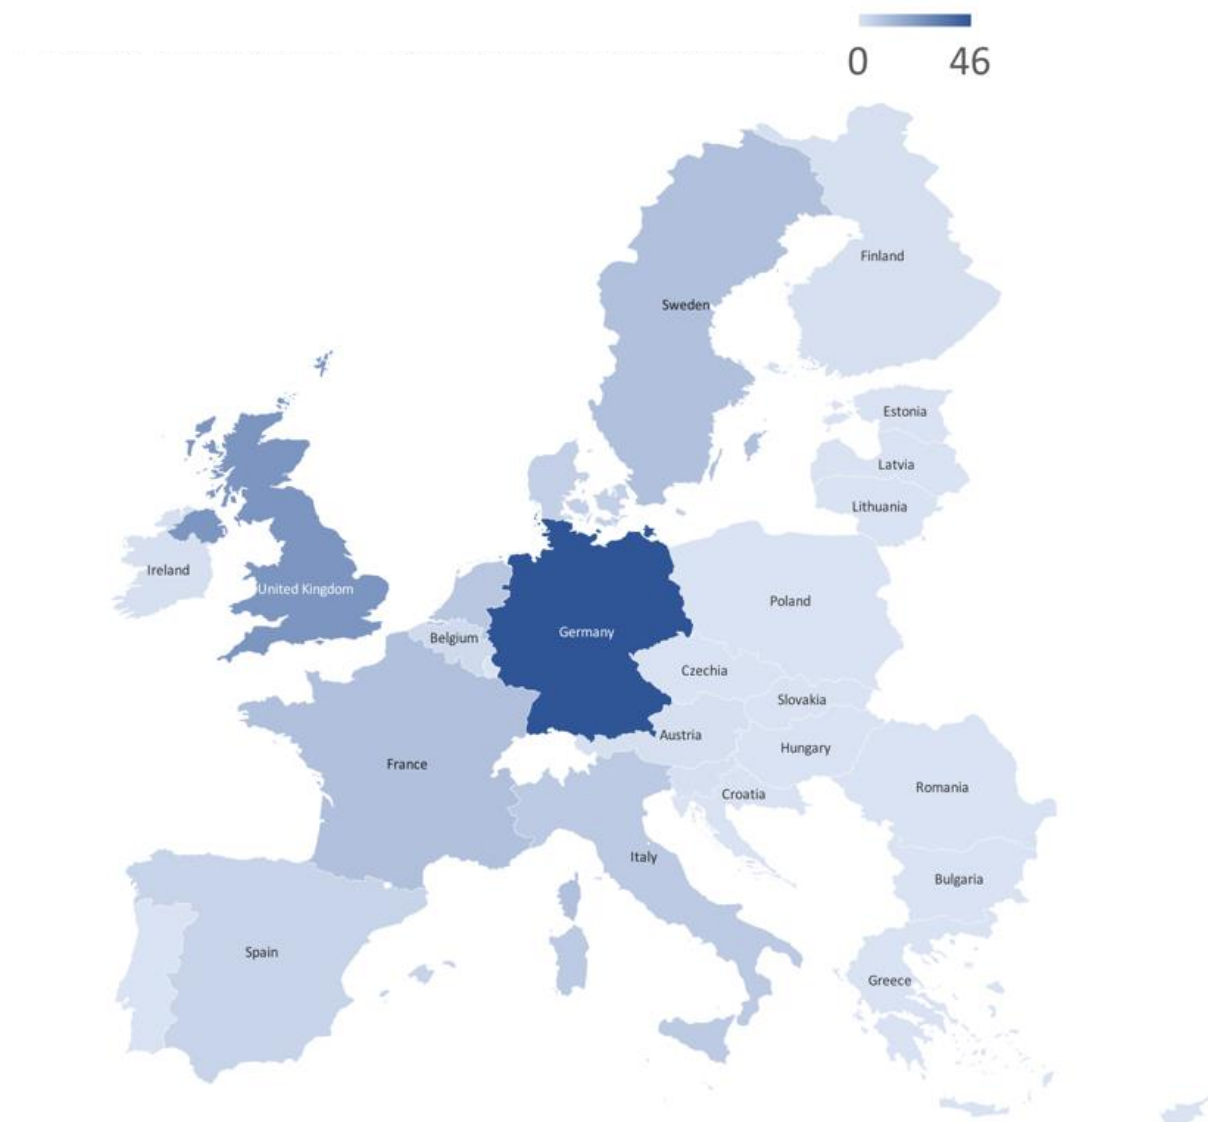 0 46
Finland
Sweden
Estonia
Latvia
Lithuania
Ireland
United Kingdom
Poland
Germany
Belgium
Czechia
Slovakia
Austria
Hungary
France
Romania
Croatia
Italy
Bulgaria
Spain
Greece